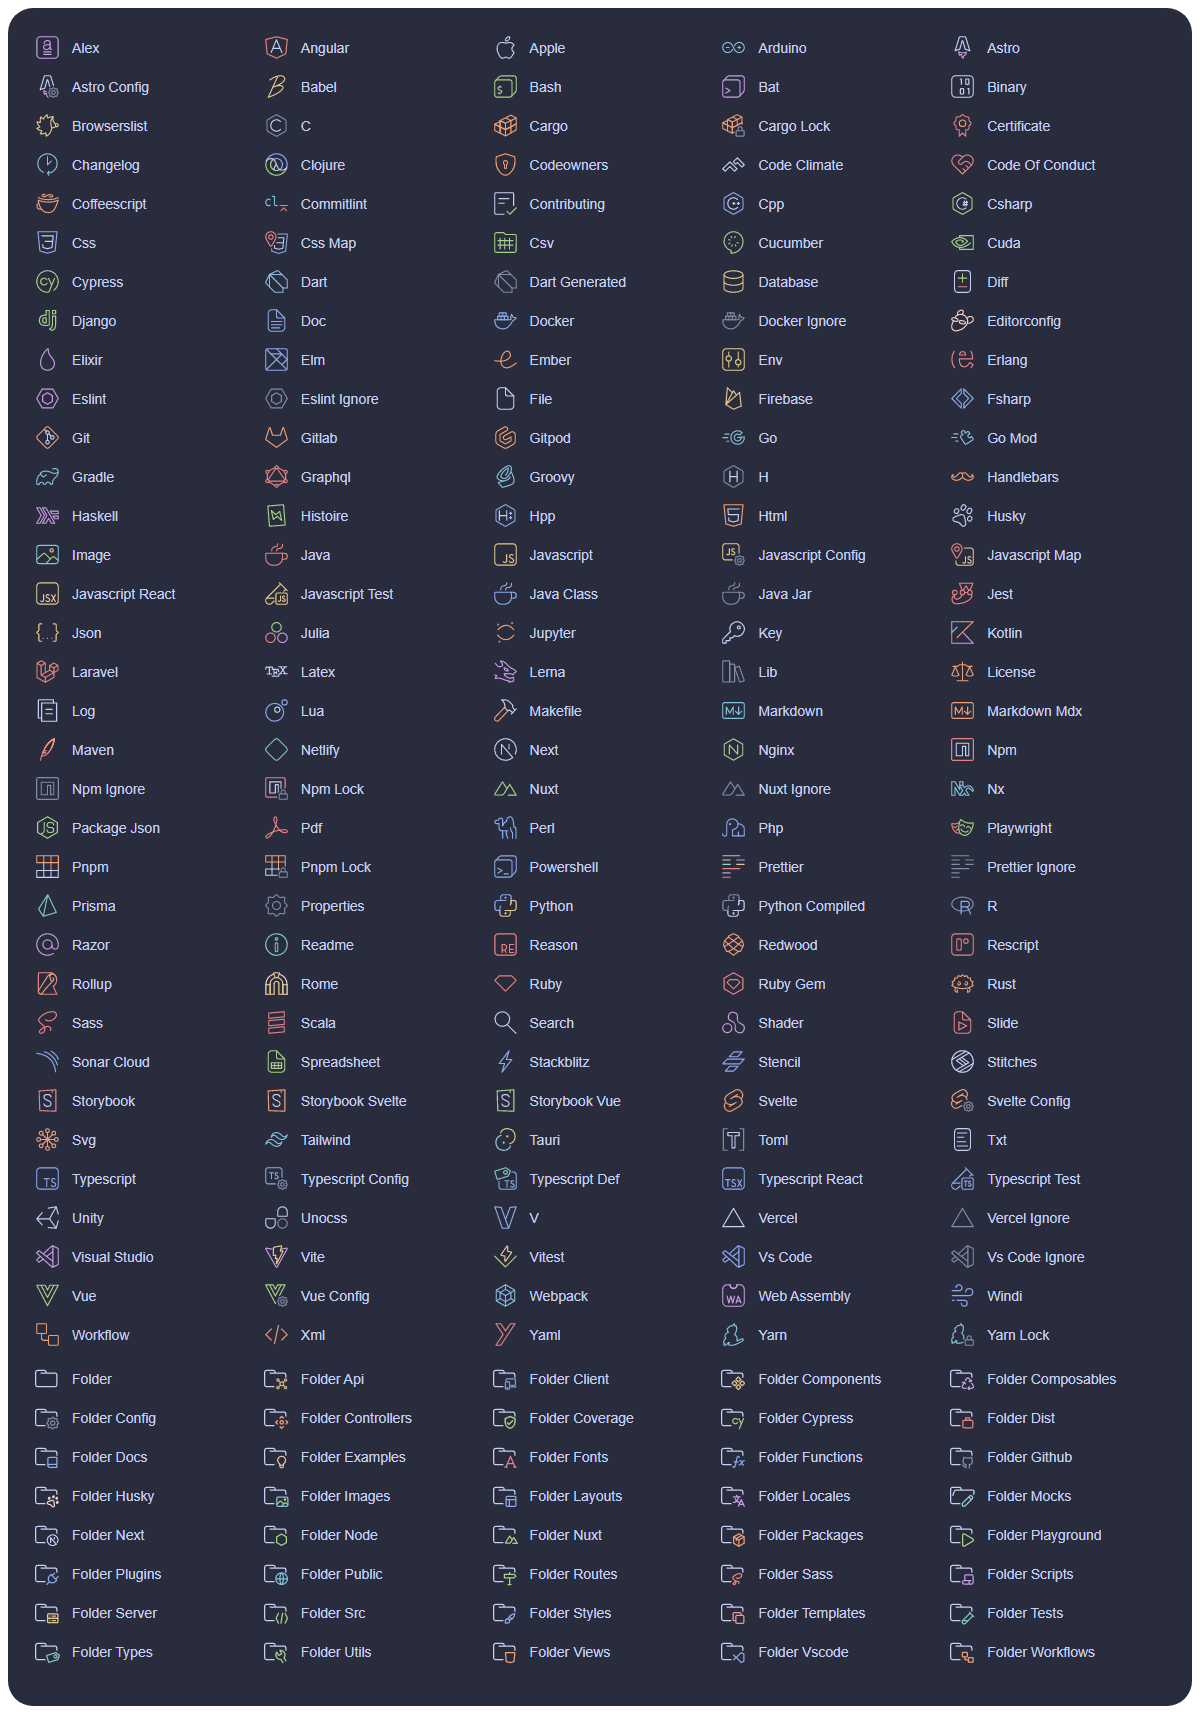 Alex Angular Apple Arduino Astro
Astro Config Babel Bash Bat Binary
Browserslist C Cargo Cargo Lock Certificate
Changelog Clojure Codeowners Code Climate Code Of Conduct
Coffeescript Commitlint Contributing Cpp Csharp
Css Css Map Csv Cucumber Cuda
Cypress Dart Dart Generated Database Diff
Django Doc Docker Docker Ignore Editorconfig
Elixir Elm Ember Env Erlang
Eslint Eslint Ignore File Firebase Fsharp
Git Gitlab Gitpod Go Go Mod
Gradle Graphql Groovy H Handlebars
Haskell Histoire Hpp Html Husky
Image Java Javascript Javascript Config Javascript Map
Javascript React Javascript Test Java Class Java Jar Jest
Json Julia Jupyter Key Kotlin
Laravel Latex Lerna Lib License
Log Lua Makefile Markdown Markdown Mdx
Maven Netlify Next Nginx Npm
Npm Ignore Npm Lock Nuxt Nuxt Ignore Nx
Package Json Pdf Perl Php Playwright
Pnpm Pnpm Lock Powershell Prettier Prettier Ignore
Prisma Properties Python Python Compiled R
Razor Readme Reason Redwood Rescript
Rollup Rome Ruby Ruby Gem Rust
Sass Scala Search Shader Slide
Sonar Cloud Spreadsheet Stackblitz Stencil Stitches
Storybook Storybook Svelte Storybook Vue Svelte Svelte Config
Svg Tailwind Tauri Toml Txt
Typescript Typescript Config Typescript Def Typescript React Typescript Test
Unity Unocss V Vercel Vercel Ignore
Visual Studio Vite Vitest Vs Code Vs Code Ignore
Vue Vue Config Webpack Web Assembly Windi
Workflow Xml Yaml Yarn Yarn Lock
Folder Folder Api Folder Client Folder Components Folder Composables
Folder Config Folder Controllers Folder Coverage Folder Cypress Folder Dist
Folder Docs Folder Examples Folder Fonts Folder Functions Folder Github
Folder Husky Folder Images Folder Layouts Folder Locales Folder Mocks
Folder Next Folder Node Folder Nuxt Folder Packages Folder Playground
Folder Plugins Folder Public Folder Routes Folder Sass Folder Scripts
Folder Server Folder Src Folder Styles Folder Templates Folder Tests
Folder Types Folder Utils Folder Views Folder Vscode Folder Workflows